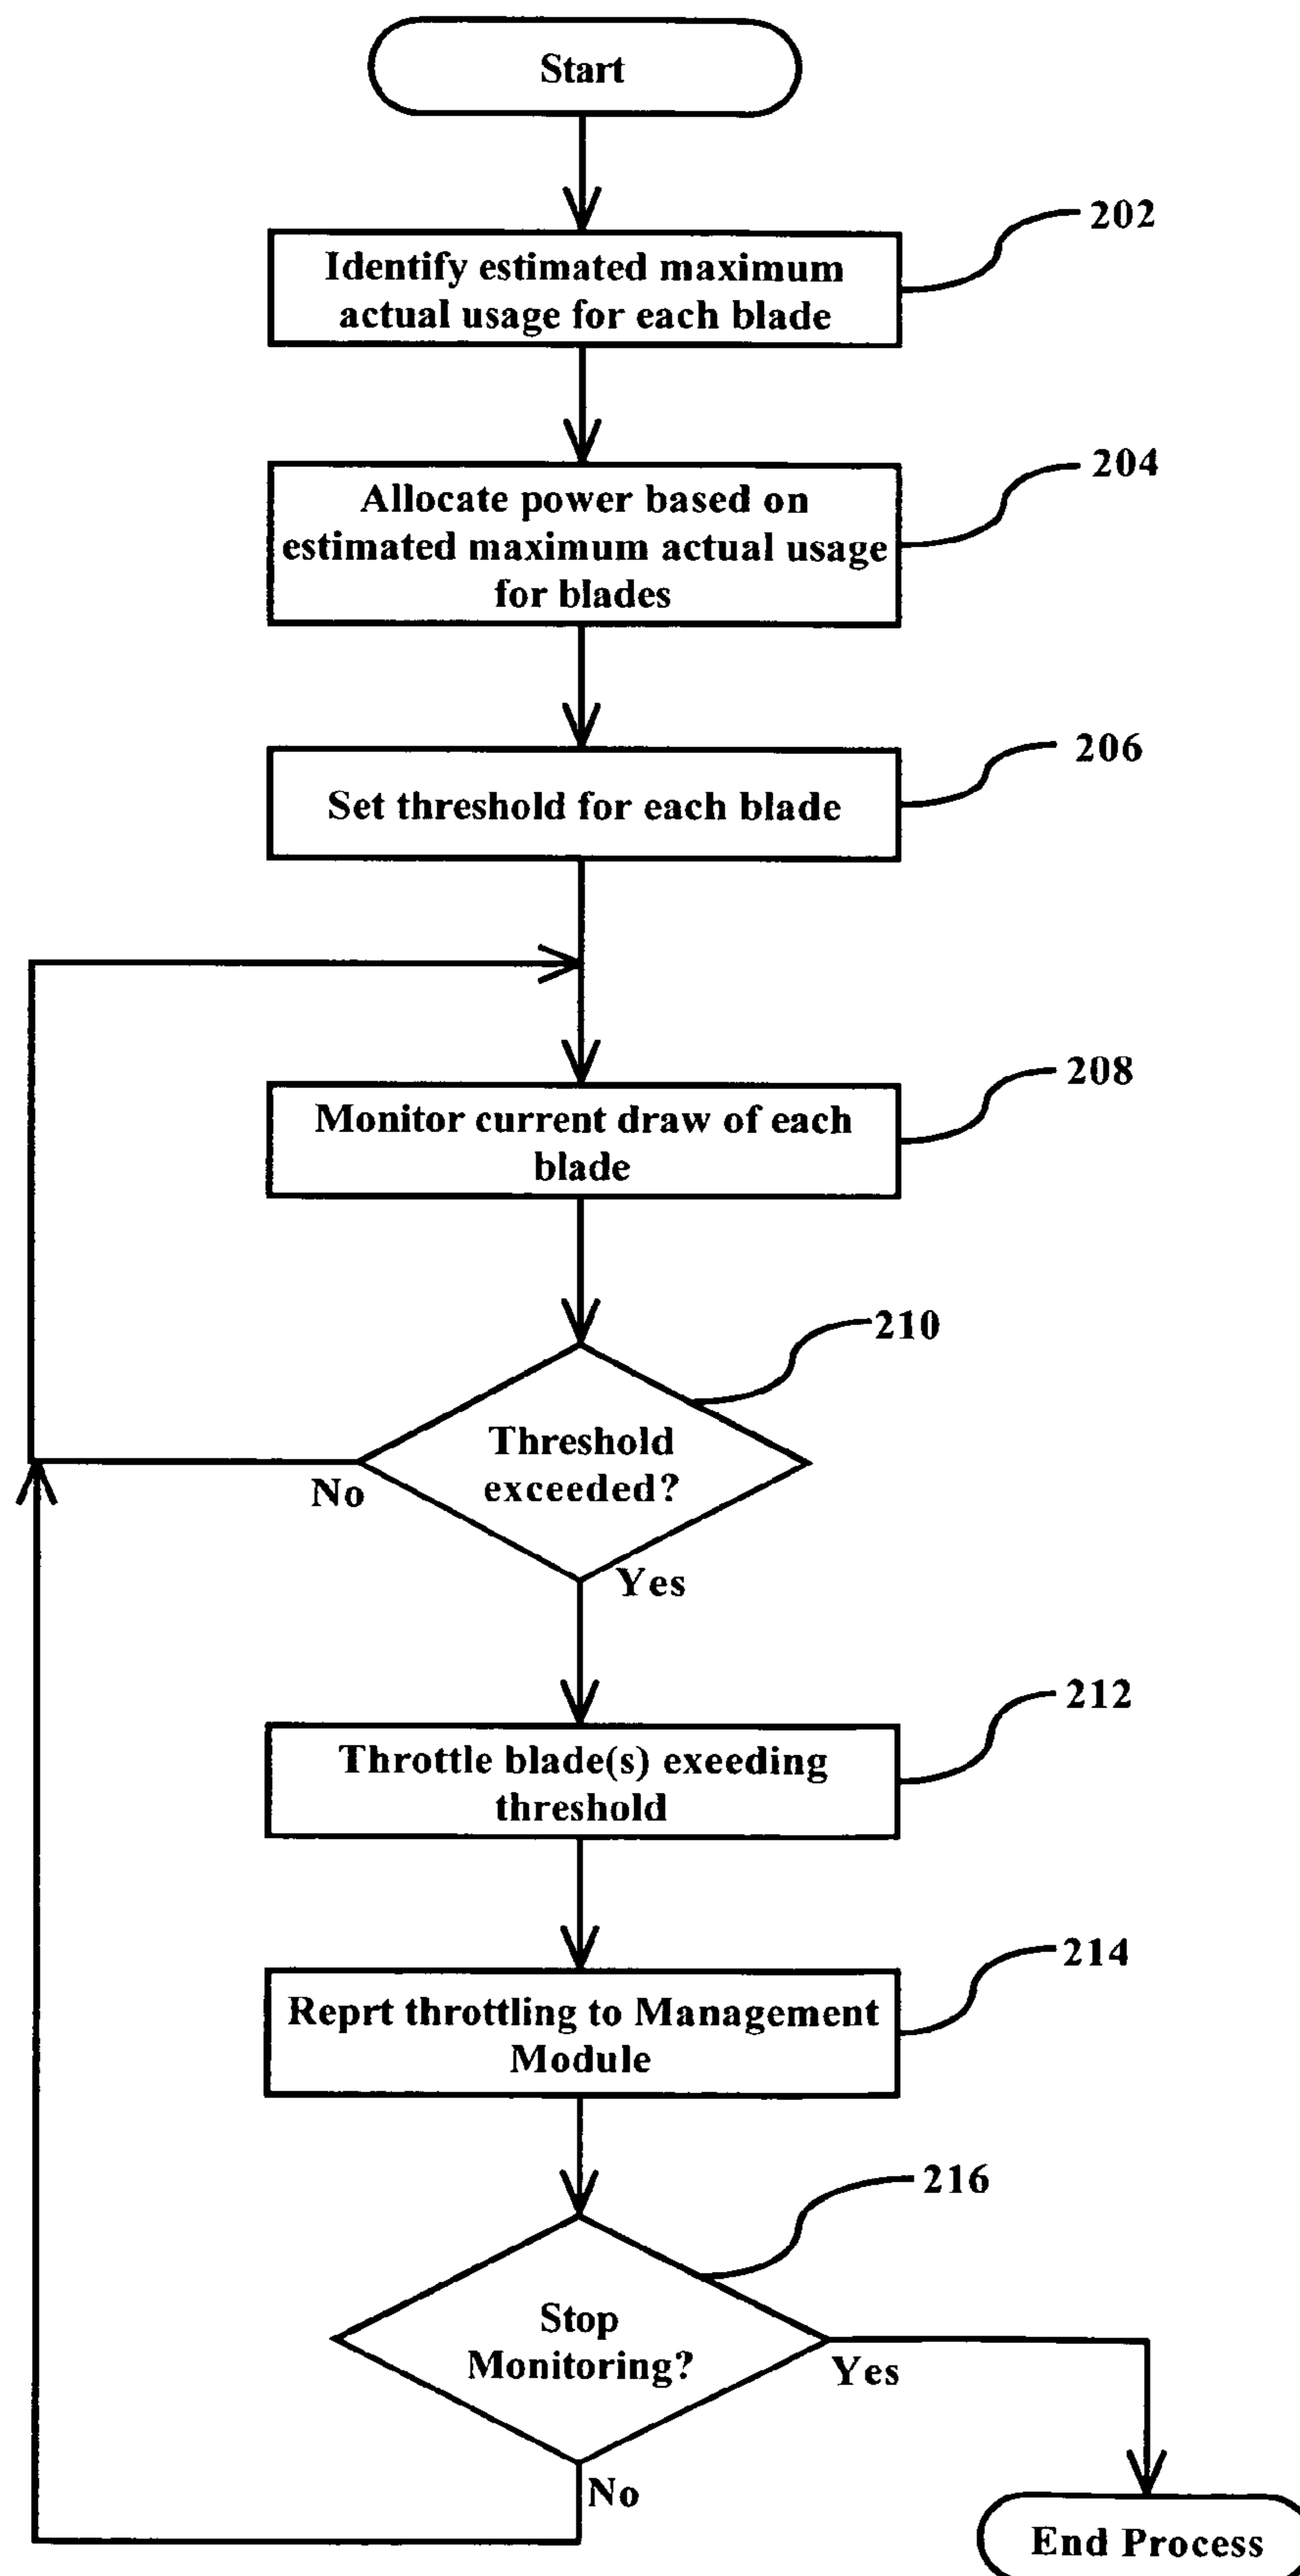 Start
202
Identify estimated maximum
actual usage for each blade
204
Allocate power based on
estimated maximum actual usage
for blades
206
Set threshold for each blade
208
Monitor current draw of each
blade
210
Threshold
exceeded?
No
Yes
212
Throttle blade(s) exeeding
threshold
214
Reprt throttling to Management
Module
216
Stop
Monitoring?
Yes
No
End Process